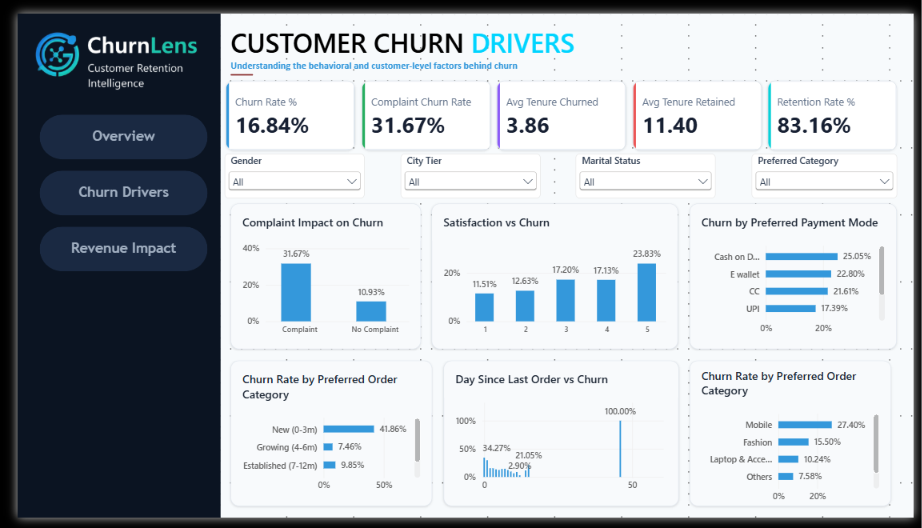 ChurnLens
Customer Retention
Intelligence
Overview
Churn Drivers
Revenue Impact
CUSTOMER CHURN DRIVERS
Understanding the behavioral and customer-leyel factors behind churn
Churn Rate %
16.84%
Complaint Churn Rate
31.67%
Avg Tenure Churned
3.86
Avg Tenure Retained
11.40
Retention Rate %
83.16%
Gender
All
City Tier
All
Marital Status
All
Preferred Category
All
Complaint Impact on Churn
40%
20%
0%
31.67%
10.93%
Complaint
No Complaint
Satisfaction vs Churn
20%
0%
11.51%
12.63%
17.20%
17.13%
23.83%
1
2
3
4
5
Churn by Preferred Payment Mode
Cash on D... 25.05%
E wallet 22.80%
CC 21.61%
UPI 17.39%
0% 20%
Churn Rate by Preferred Order
Category
New (0-3m) 41.86%
Growing (4-6m) 7.46%
Established (7-12m) 9.85%
0% 50%
Day Since Last Order vs Churn
100%
50%
0%
34.27%
2.90%
21.05%
100.00%
0 50
Churn Rate by Preferred Order
Category
Mobile 27.40%
Fashion 15.50%
Laptop & Acce... 10.24%
Others 7.58%
0% 20%